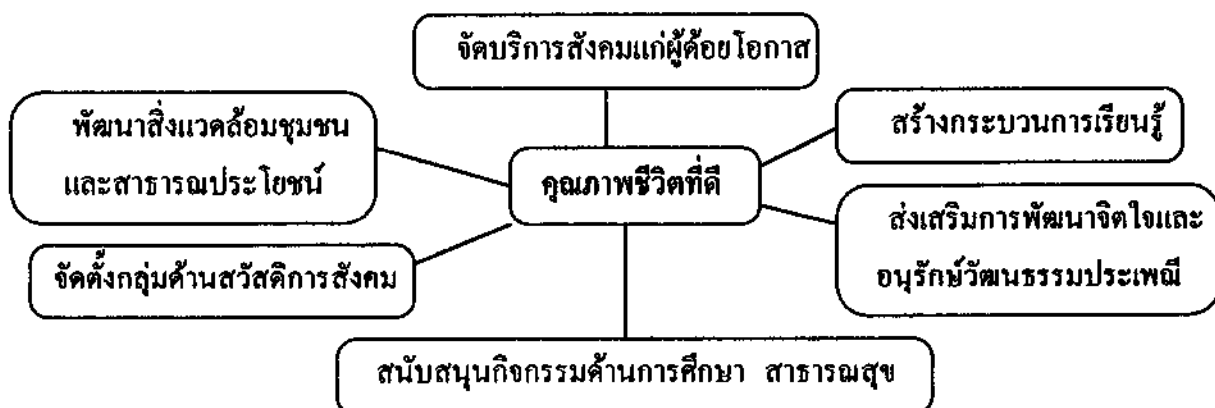 จัดบริการสังคมแก่ผู้ด้อยโอกาส
พัฒนาสิ่งแวดล้อมชุมชน
และสาธารณประโยชน์
สร้างกระบวนการเรียนรู้
คุณภาพชีวิตที่ดี
ส่งเสริมการพัฒนาจิตใจและ
อนุรักษ์วัฒนธรรมประเพณี
จัดตั้งกลุ่มด้านสวัสดิการสังคม
สนับสนุนกิจกรรมด้านการศึกษา สาธารณสุข